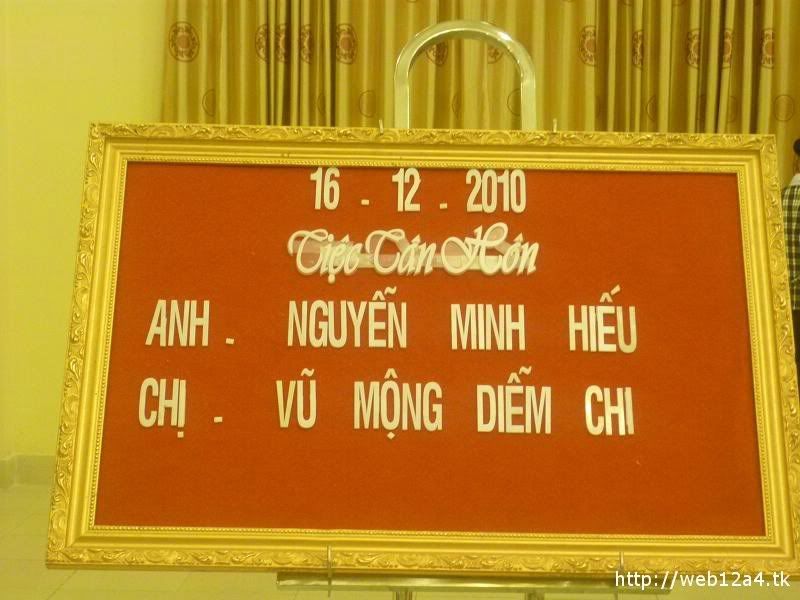 16 - 12 - 2010
Tiệc Tân Hôn
ANH - NGUYỄN MINH HIẾU
CHỊ - VŨ MỘNG DIỄM CHI
http://web12a4.tk